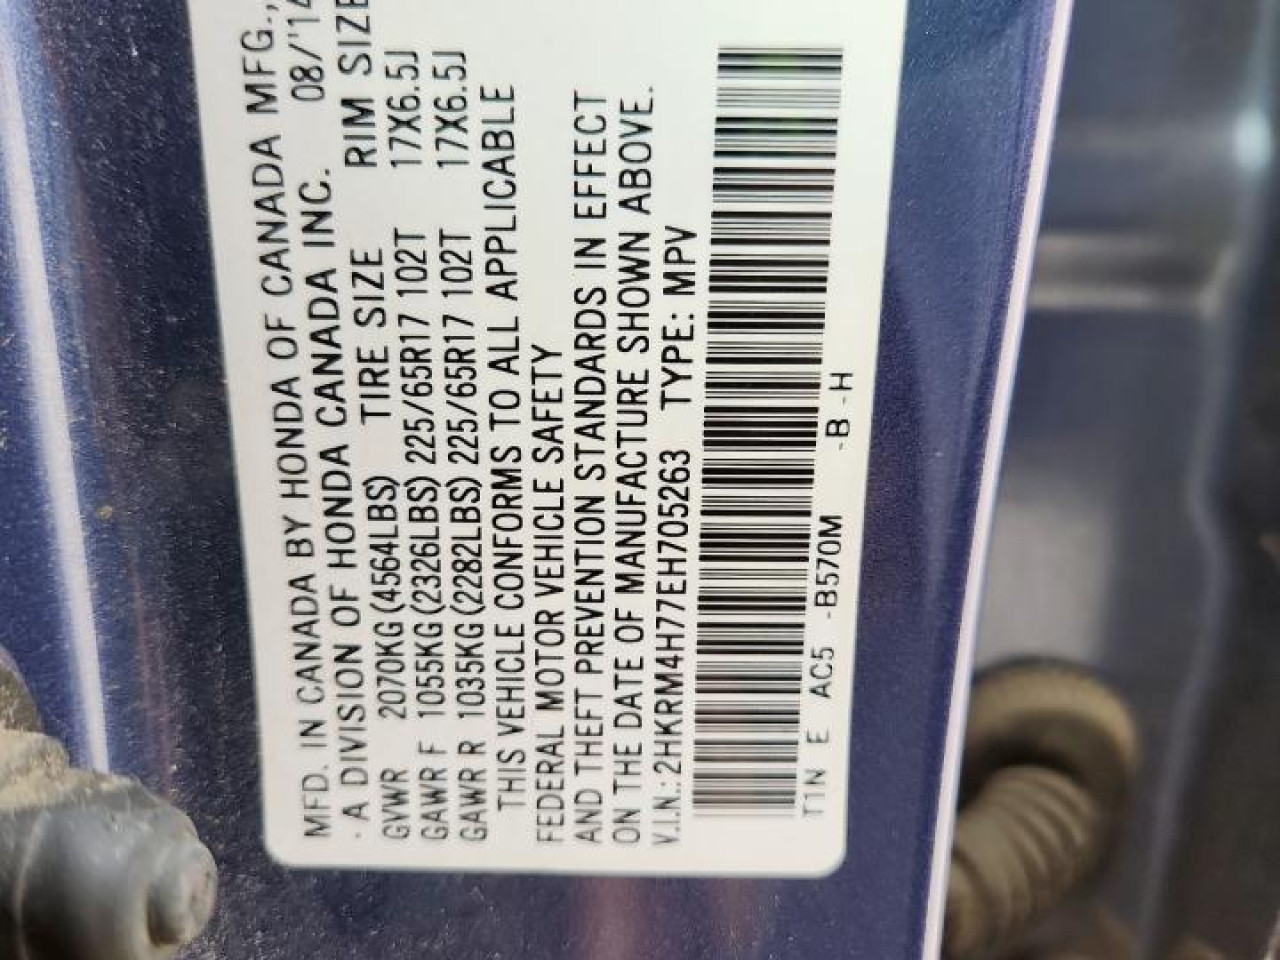 MFD. IN CANADA BY HONDA OF CANADA MFG.,
A DIVISION OF HONDA CANADA INC. 08/'14
TIRE SIZE RIM SIZE
GVWR 2070KG(4564LBS)
GAWR F 1055KG(2326LBS) 225/65R17 102T 17X6.5J
GAWR R 1035KG(2282LBS) 225/65R17 102T 17X6.5J
THIS VEHICLE CONFORMS TO ALL APPLICABLE
FEDERAL MOTOR VEHICLE SAFETY
AND THEFT PREVENTION STANDARDS IN EFFECT
ON THE DATE OF MANUFACTURE SHOWN ABOVE.
V.I.N.: 2HKRM4H77EH705263 TYPE: MPV
T1N E AC5 -B570M -B -H